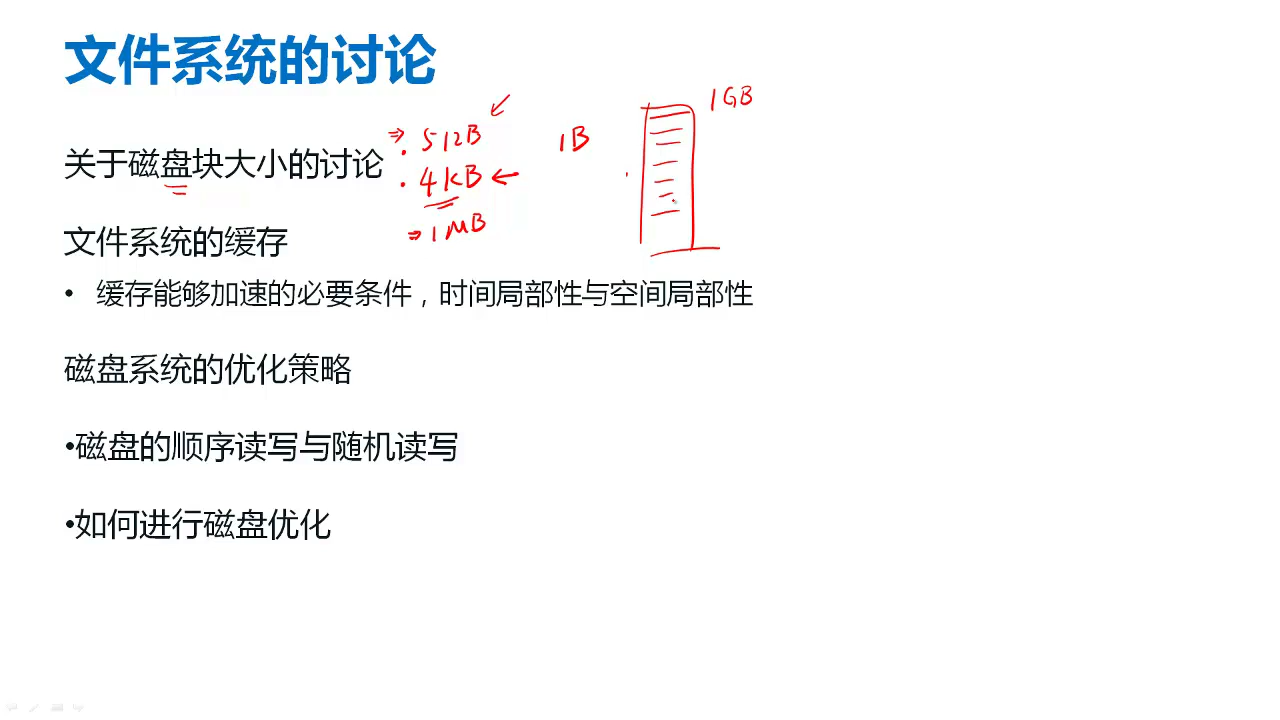 文件系统的讨论
1GB
⇒ 512B ↙
1B
关于磁盘块大小的讨论
· 4KB ←
⇒ 1MB
文件系统的缓存
• 缓存能够加速的必要条件，时间局部性与空间局部性
磁盘系统的优化策略
•磁盘的顺序读写与随机读写
•如何进行磁盘优化